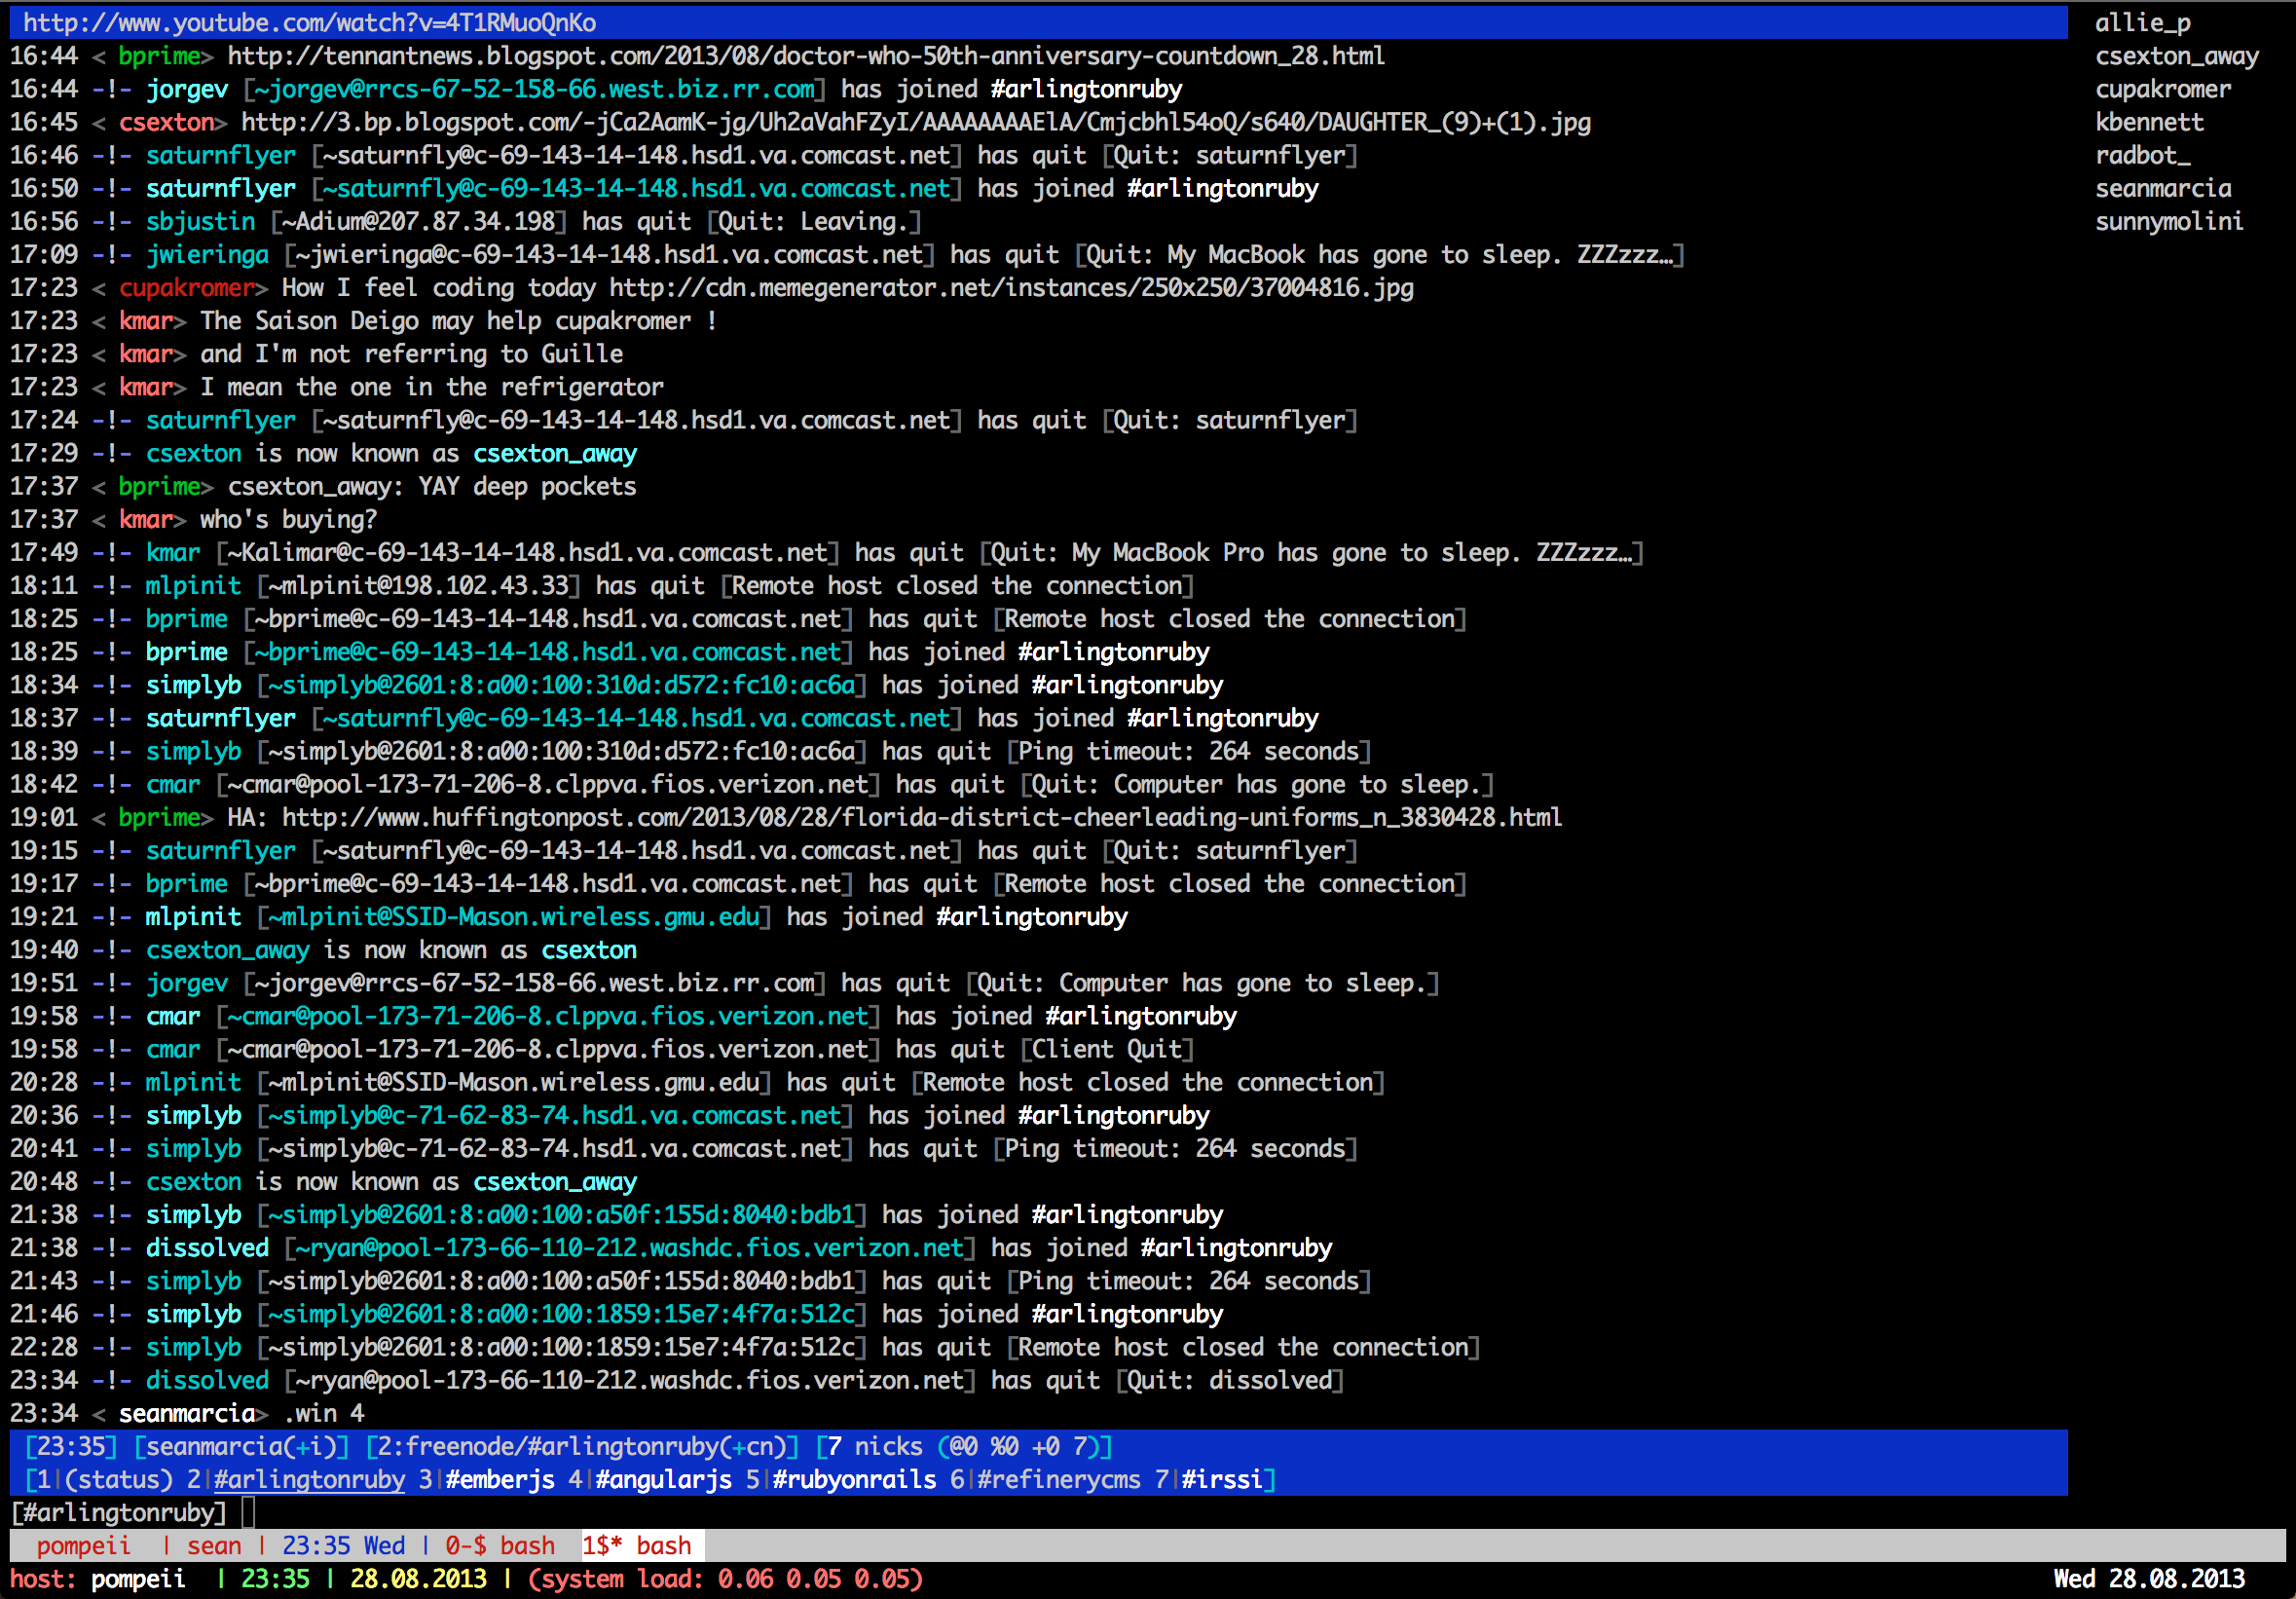 http://www.youtube.com/watch?v=4T1RMuoQnKo
16:44 < bprime> http://tennantnews.blogspot.com/2013/08/doctor-who-50th-anniversary-countdown_28.html
16:44 -!- jorgev [~jorgev@rrcs-67-52-158-66.west.biz.rr.com] has joined #arlingtonruby
16:45 < csexton> http://3.bp.blogspot.com/-jCa2AamK-jg/Uh2aVahFZyI/AAAAAAAAElA/Cmjcbhl54oQ/s640/DAUGHTER_(9)+(1).jpg
16:46 -!- saturnflyer [~saturnfly@c-69-143-14-148.hsd1.va.comcast.net] has quit [Quit: saturnflyer]
16:50 -!- saturnflyer [~saturnfly@c-69-143-14-148.hsd1.va.comcast.net] has joined #arlingtonruby
16:56 -!- sbjustin [~Adium@207.87.34.198] has quit [Quit: Leaving.]
17:09 -!- jwieringa [~jwieringa@c-69-143-14-148.hsd1.va.comcast.net] has quit [Quit: My MacBook has gone to sleep. ZZZzzz…]
17:23 < cupakromer> How I feel coding today http://cdn.memegenerator.net/instances/250x250/37004816.jpg
17:23 < kmar> The Saison Deigo may help cupakromer !
17:23 < kmar> and I'm not referring to Guille
17:23 < kmar> I mean the one in the refrigerator
17:24 -!- saturnflyer [~saturnfly@c-69-143-14-148.hsd1.va.comcast.net] has quit [Quit: saturnflyer]
17:29 -!- csexton is now known as csexton_away
17:37 < bprime> csexton_away: YAY deep pockets
17:37 < kmar> who's buying?
17:49 -!- kmar [~Kalimar@c-69-143-14-148.hsd1.va.comcast.net] has quit [Quit: My MacBook Pro has gone to sleep. ZZZzzz…]
18:11 -!- mlpinit [~mlpinit@198.102.43.33] has quit [Remote host closed the connection]
18:25 -!- bprime [~bprime@c-69-143-14-148.hsd1.va.comcast.net] has quit [Remote host closed the connection]
18:25 -!- bprime [~bprime@c-69-143-14-148.hsd1.va.comcast.net] has joined #arlingtonruby
18:34 -!- simplyb [~simplyb@2601:8:a00:100:310d:d572:fc10:ac6a] has joined #arlingtonruby
18:37 -!- saturnflyer [~saturnfly@c-69-143-14-148.hsd1.va.comcast.net] has joined #arlingtonruby
18:39 -!- simplyb [~simplyb@2601:8:a00:100:310d:d572:fc10:ac6a] has quit [Ping timeout: 264 seconds]
18:42 -!- cmar [~cmar@pool-173-71-206-8.clppva.fios.verizon.net] has quit [Quit: Computer has gone to sleep.]
19:01 < bprime> HA: http://www.huffingtonpost.com/2013/08/28/florida-district-cheerleading-uniforms_n_3830428.html
19:15 -!- saturnflyer [~saturnfly@c-69-143-14-148.hsd1.va.comcast.net] has quit [Quit: saturnflyer]
19:17 -!- bprime [~bprime@c-69-143-14-148.hsd1.va.comcast.net] has quit [Remote host closed the connection]
19:21 -!- mlpinit [~mlpinit@SSID-Mason.wireless.gmu.edu] has joined #arlingtonruby
19:40 -!- csexton_away is now known as csexton
19:51 -!- jorgev [~jorgev@rrcs-67-52-158-66.west.biz.rr.com] has quit [Quit: Computer has gone to sleep.]
19:58 -!- cmar [~cmar@pool-173-71-206-8.clppva.fios.verizon.net] has joined #arlingtonruby
19:58 -!- cmar [~cmar@pool-173-71-206-8.clppva.fios.verizon.net] has quit [Client Quit]
20:28 -!- mlpinit [~mlpinit@SSID-Mason.wireless.gmu.edu] has quit [Remote host closed the connection]
20:36 -!- simplyb [~simplyb@c-71-62-83-74.hsd1.va.comcast.net] has joined #arlingtonruby
20:41 -!- simplyb [~simplyb@c-71-62-83-74.hsd1.va.comcast.net] has quit [Ping timeout: 264 seconds]
20:48 -!- csexton is now known as csexton_away
21:38 -!- simplyb [~simplyb@2601:8:a00:100:a50f:155d:8040:bdb1] has joined #arlingtonruby
21:38 -!- dissolved [~ryan@pool-173-66-110-212.washdc.fios.verizon.net] has joined #arlingtonruby
21:43 -!- simplyb [~simplyb@2601:8:a00:100:a50f:155d:8040:bdb1] has quit [Ping timeout: 264 seconds]
21:46 -!- simplyb [~simplyb@2601:8:a00:100:1859:15e7:4f7a:512c] has joined #arlingtonruby
22:28 -!- simplyb [~simplyb@2601:8:a00:100:1859:15e7:4f7a:512c] has quit [Remote host closed the connection]
23:34 -!- dissolved [~ryan@pool-173-66-110-212.washdc.fios.verizon.net] has quit [Quit: dissolved]
23:34 < seanmarcia> .win 4
[23:35] [seanmarcia(+i)] [2:freenode/#arlingtonruby(+cn)] [7 nicks (@0 %0 +0 7)]
[1|(status) 2|#arlingtonruby 3|#emberjs 4|#angularjs 5|#rubyonrails 6|#refinerycms 7|#irssi]
[#arlingtonruby]
pompeii | sean | 23:35 Wed | 0-$ bash 1$* bash
host: pompeii | 23:35 | 28.08.2013 | (system load: 0.06 0.05 0.05) Wed 28.08.2013
allie_p
csexton_away
cupakromer
kbennett
radbot_
seanmarcia
sunnymolini